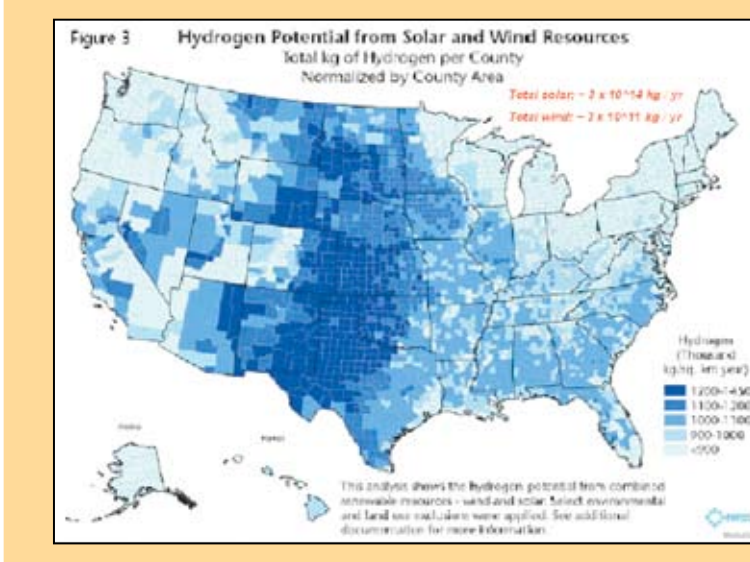 Figure 3 Hydrogen Potential from Solar and Wind Resources
Total kg of Hydrogen per County
Normalized by County Area
Total solar: ~ 3 x 10^14 kg / yr
Total wind: ~ 3 x 10^11 kg / yr
Hydrogen
(Thousand
kg/sq. km year)
1200-1450
1100-1200
1000-1100
900-1000
<900
Hawaii
This analysis shows the hydrogen potential from combined
renewable resources - wind and solar. Select environmental
and land use exclusions were applied. See additional
documentation for more information.